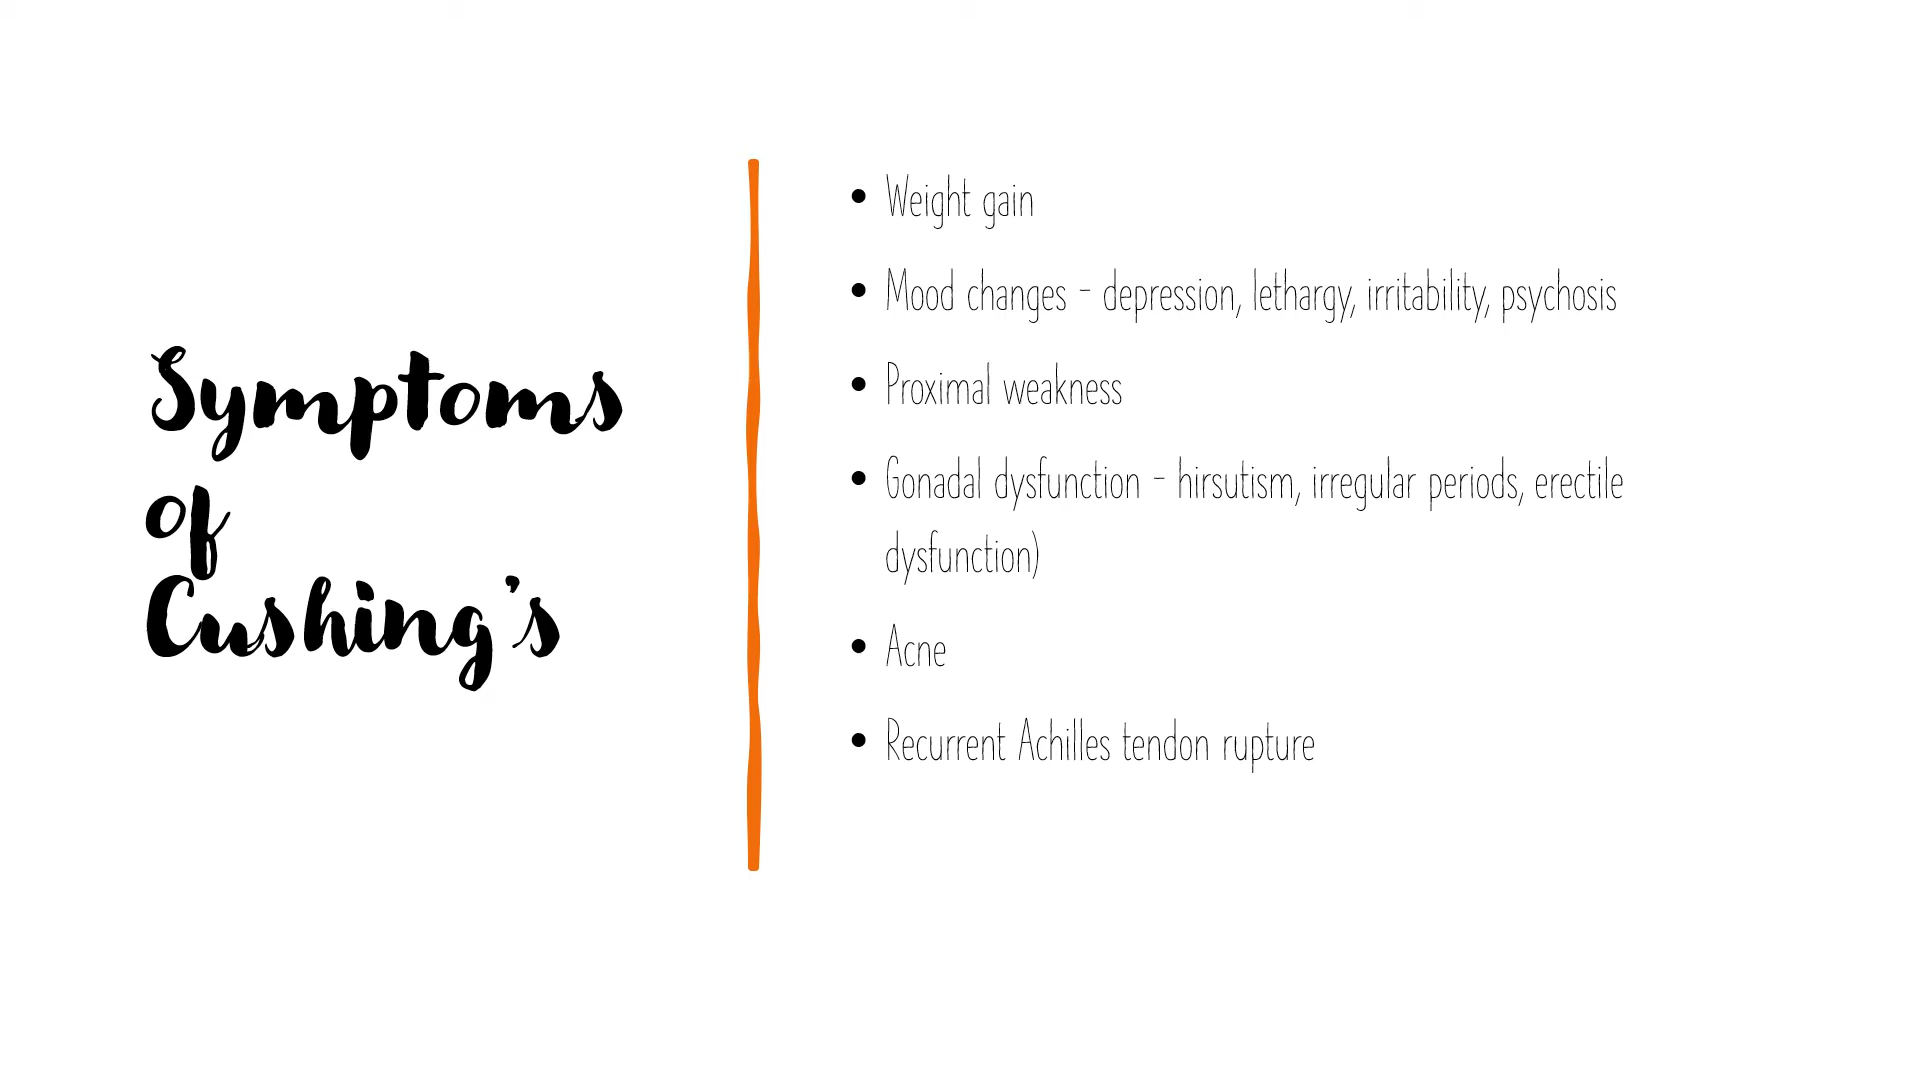 Symptoms
of
Cushing's
• Weight gain
• Mood changes - depression, lethargy, irritability, psychosis
• Proximal weakness
• Gonadal dysfunction - hirsutism, irregular periods, erectile
dysfunction)
• Acne
• Recurrent Achilles tendon rupture